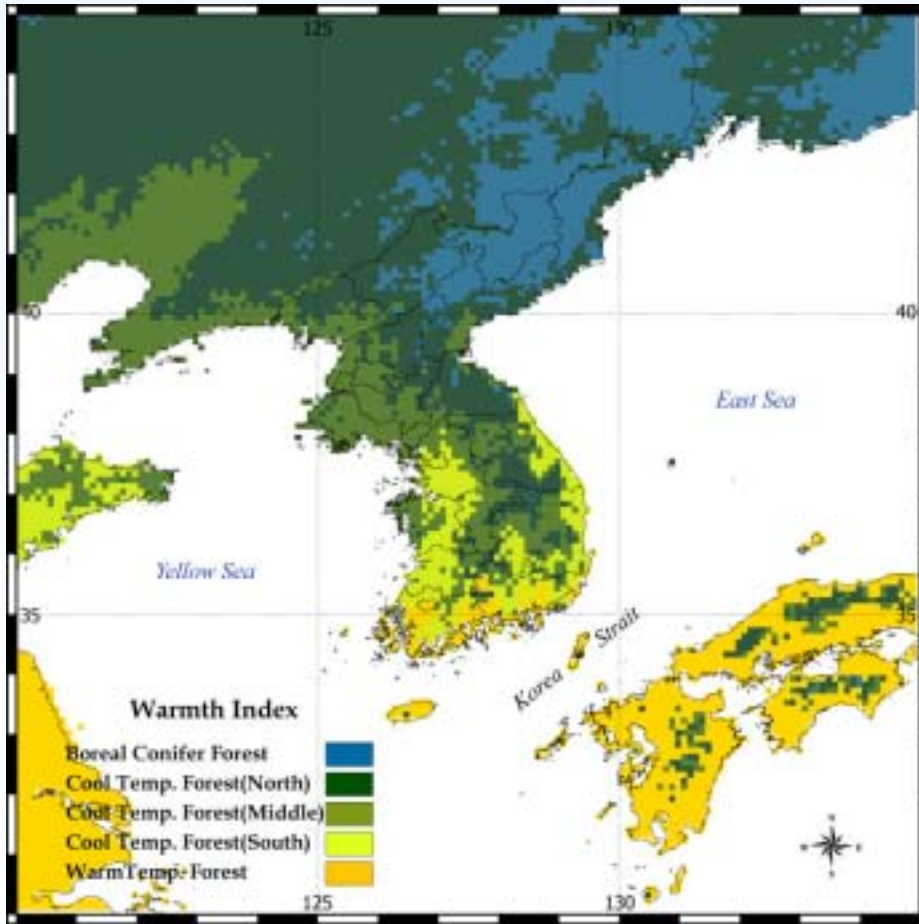 125
130
40
40
East Sea
Yellow Sea
35
35
Korea Strait
Warmth Index
Boreal Conifer Forest
Cool Temp. Forest(North)
Cool Temp. Forest(Middle)
Cool Temp. Forest(South)
WarmTemp. Forest
125
130